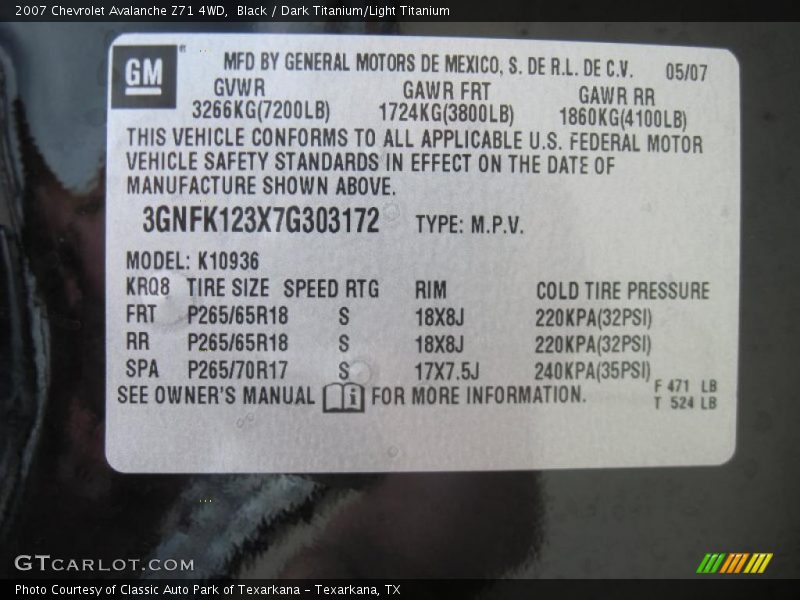 2007 Chevrolet Avalanche Z71 4WD, Black / Dark Titanium/Light Titanium
GM ®
MFD BY GENERAL MOTORS DE MEXICO, S. DE R.L. DE C.V. 05/07
GVWR GAWR FRT GAWR RR
3266KG(7200LB) 1724KG(3800LB) 1860KG(4100LB)
THIS VEHICLE CONFORMS TO ALL APPLICABLE U.S. FEDERAL MOTOR
VEHICLE SAFETY STANDARDS IN EFFECT ON THE DATE OF
MANUFACTURE SHOWN ABOVE.
3GNFK123X7G303172 TYPE: M.P.V.
MODEL: K10936
KRQ8 TIRE SIZE SPEED RTG RIM COLD TIRE PRESSURE
FRT P265/65R18 S 18X8J 220KPA(32PSI)
RR P265/65R18 S 18X8J 220KPA(32PSI)
SPA P265/70R17 S 17X7.5J 240KPA(35PSI)
SEE OWNER'S MANUAL i FOR MORE INFORMATION.
F 471 LB
T 524 LB
GTCARLOT.COM
Photo Courtesy of Classic Auto Park of Texarkana - Texarkana, TX